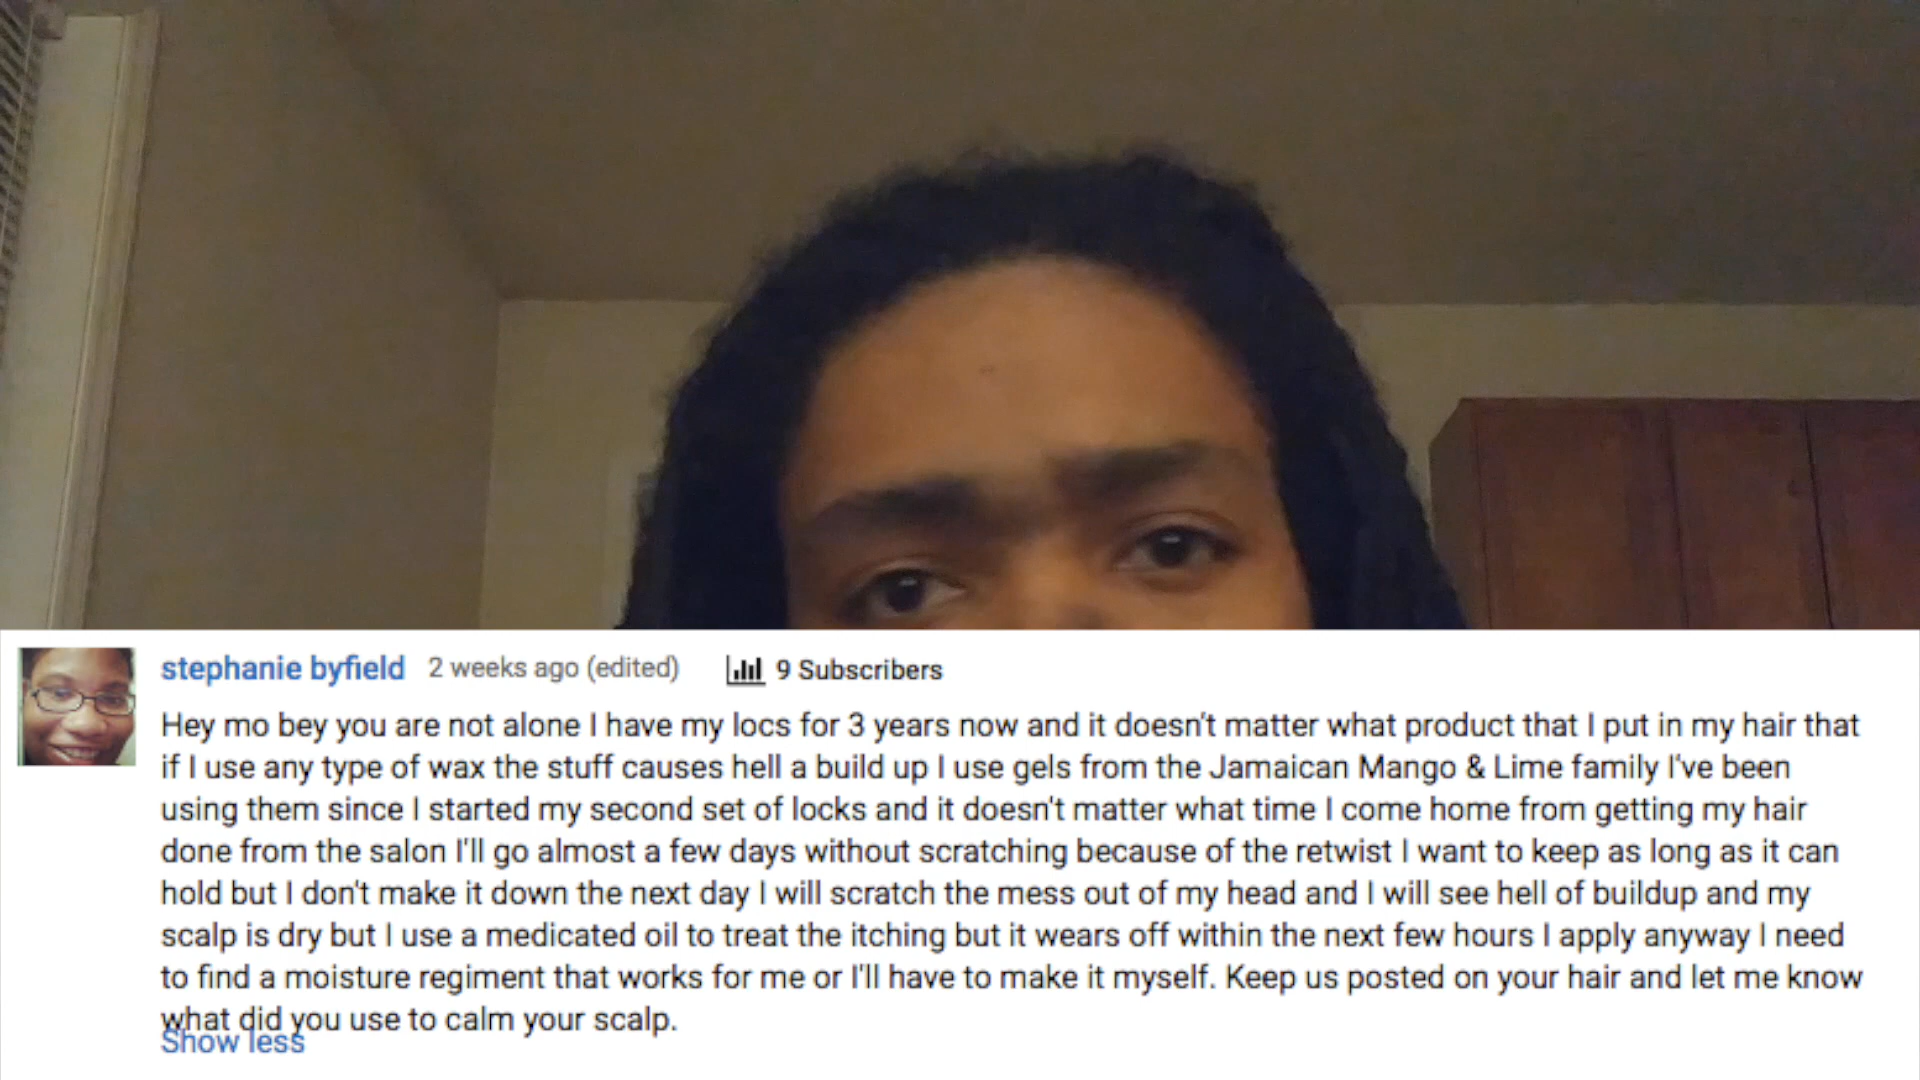 stephanie byfield 2 weeks ago (edited) 9 Subscribers
Hey mo bey you are not alone I have my locs for 3 years now and it doesn't matter what product that I put in my hair that
if I use any type of wax the stuff causes hell a build up I use gels from the Jamaican Mango & Lime family I've been
using them since I started my second set of locks and it doesn't matter what time I come home from getting my hair
done from the salon I'll go almost a few days without scratching because of the retwist I want to keep as long as it can
hold but I don't make it down the next day I will scratch the mess out of my head and I will see hell of buildup and my
scalp is dry but I use a medicated oil to treat the itching but it wears off within the next few hours I apply anyway I need
to find a moisture regiment that works for me or I'll have to make it myself. Keep us posted on your hair and let me know
what did you use to calm your scalp.
Show less